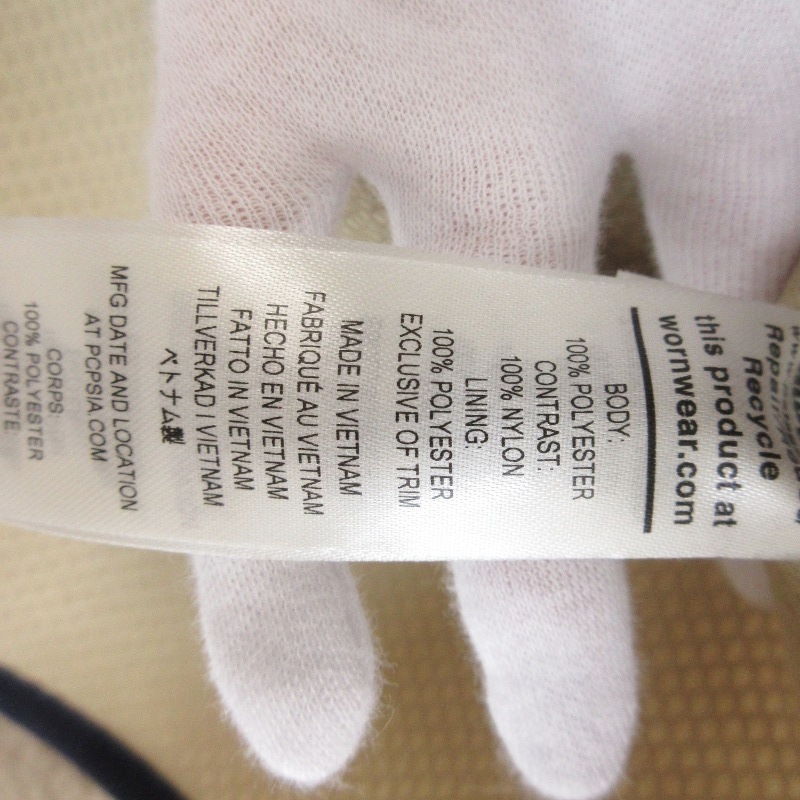 Repair
Recycle
this product at
wornwear.com
BODY:
100% POLYESTER
CONTRAST:
100% NYLON
LINING:
100% POLYESTER
EXCLUSIVE OF TRIM
MADE IN VIETNAM
FABRIQUÉ AU VIETNAM
HECHO EN VIETNAM
FATTO IN VIETNAM
TILLVERKAD I VIETNAM
ベトナム製
MFG DATE AND LOCATION
AT PCPSIA.COM
CORPS:
100% POLYESTER
CONTRASTE: